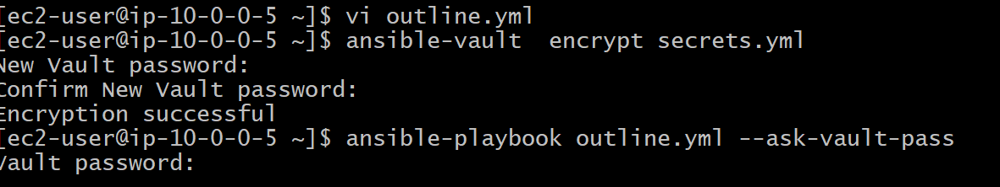 [ec2-user@ip-10-0-0-5 ~]$ vi outline.yml
[ec2-user@ip-10-0-0-5 ~]$ ansible-vault  encrypt secrets.yml
New Vault password:
Confirm New Vault password:
Encryption successful
[ec2-user@ip-10-0-0-5 ~]$ ansible-playbook outline.yml --ask-vault-pass
Vault password: